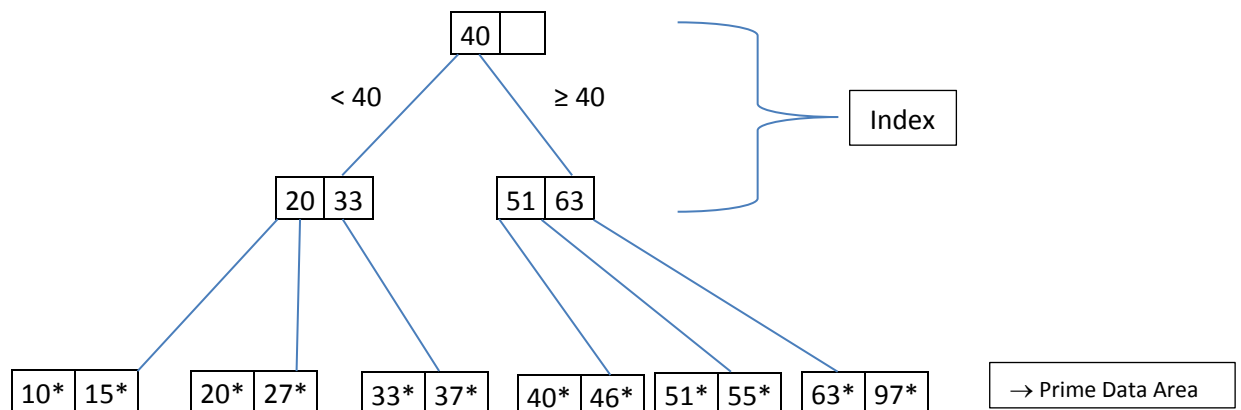 40
< 40 ≥ 40
Index
20 33 51 63
10* 15* 20* 27* 33* 37* 40* 46* 51* 55* 63* 97*
→ Prime Data Area